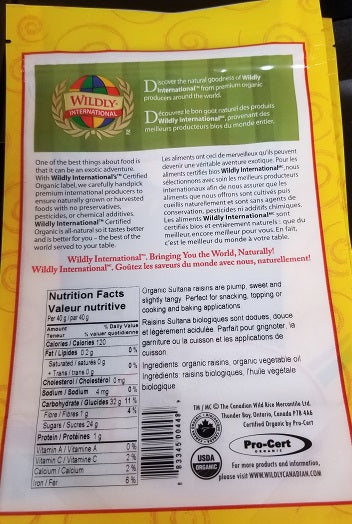 WILDLY
INTERNATIONAL
Discover the natural goodness of Wildly
International™ from premium organic
producers around the world.
Découvrez le bon goût naturel des produits
Wildly International™, provenant des
meilleurs producteurs bios du monde entier.
One of the best things about food is
that it can be an exotic adventure.
With Wildly International's™ Certified
Organic label, we carefully handpick
premium international producers to
ensure naturally grown or harvested
foods with no preservatives,
pesticides, or chemical additives.
Wildly International™ Certified
Organic is all-natural so it tastes better
and is better for you – the best of the
world served to your table.
Les aliments ont ceci de merveilleux qu'ils peuvent
devenir une véritable aventure exotique. Pour les
aliments certifiés bios Wildly International™, nous
sélectionnons avec soin les meilleurs producteurs
internationaux afin de nous assurer que les
aliments que nous offrons sont cultivés puis
cueillis naturellement et sont sans agents de
conservation, pesticides ni additifs chimiques.
Les aliments Wildly International™ sont
certifiés bios et entièrement naturels : que du
meilleur encore meilleur pour vous. En fait,
c'est le meilleur du monde à votre table.
Wildly International™. Bringing You the World, Naturally!
Wildly International™. Goûtez les saveurs du monde avec nous, naturellement!
Nutrition Facts
Valeur nutritive
Per 40 g / par 40 g
Amount % Daily Value
Teneur % valeur quotidienne
Calories / Calories 120
Fat / Lipides 0.2 g 0 %
Saturated / saturés 0 g
+ Trans / trans 0 g 0 %
Cholesterol / Cholestérol 0 mg
Sodium / Sodium 4 mg 0 %
Carbohydrate / Glucides 32 g 11 %
Fibre / Fibres 1 g 4 %
Sugars / Sucres 24 g
Protein / Protéines 1 g
Vitamin A / Vitamine A 0 %
Vitamin C / Vitamine C 2 %
Calcium / Calcium 2 %
Iron / Fer 6 %
Organic Sultana raisins are plump, sweet and
slightly tangy. Perfect for snacking, topping or
cooking and baking applications.
Raisins Sultana biologiques sont dodues, douce
et légèrement acidulée. Parfait pour grignoter, la
garniture ou la cuisson et les applications de
cuisson
Ingredients: organic raisins, organic vegetable oil
Ingrédients: raisins biologiques, l'huile végétale
biologique
TM / MC © The Canadian Wild Rice Mercantile Ltd.
Thunder Bay, Ontario, Canada P7B 4A6
Certified Organic by Pro-Cert
USDA
ORGANIC
Pro-Cert
ORGANIC
For more products and information,
please visit WWW.WILDLYCANADIAN.COM